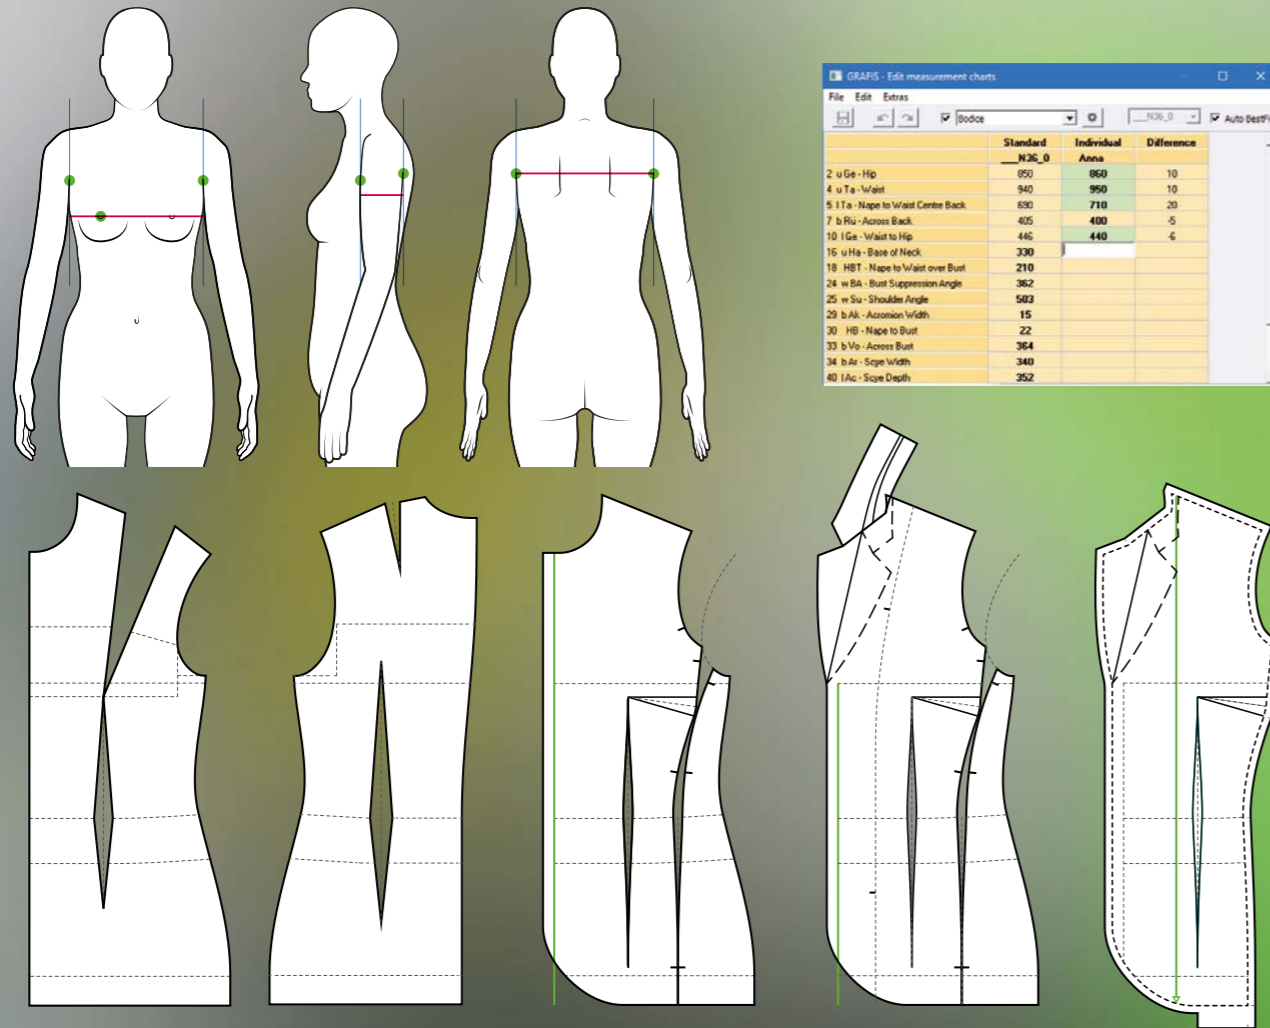 GRAFIS - Edit measurement charts
File Edit Extras
Bodice ___N36_0 Auto BestFi
Standard Individual Difference
___N36_0 Anna
2 u Ge - Hip 850 860 10
4 u Ta - Waist 940 950 10
5 l Ta - Nape to Waist Centre Back 690 710 20
7 b Rü - Across Back 405 400 -5
10 l Ge - Waist to Hip 446 440 -6
16 u Ha - Base of Neck 330
18 HBT - Nape to Waist over Bust 210
24 w BA - Bust Suppression Angle 362
25 w Su - Shoulder Angle 503
29 b Ak - Acromion Width 15
30 HB - Nape to Bust 22
33 b Vo - Across Bust 364
34 b Ar - Scye Width 340
40 l Ac - Scye Depth 352